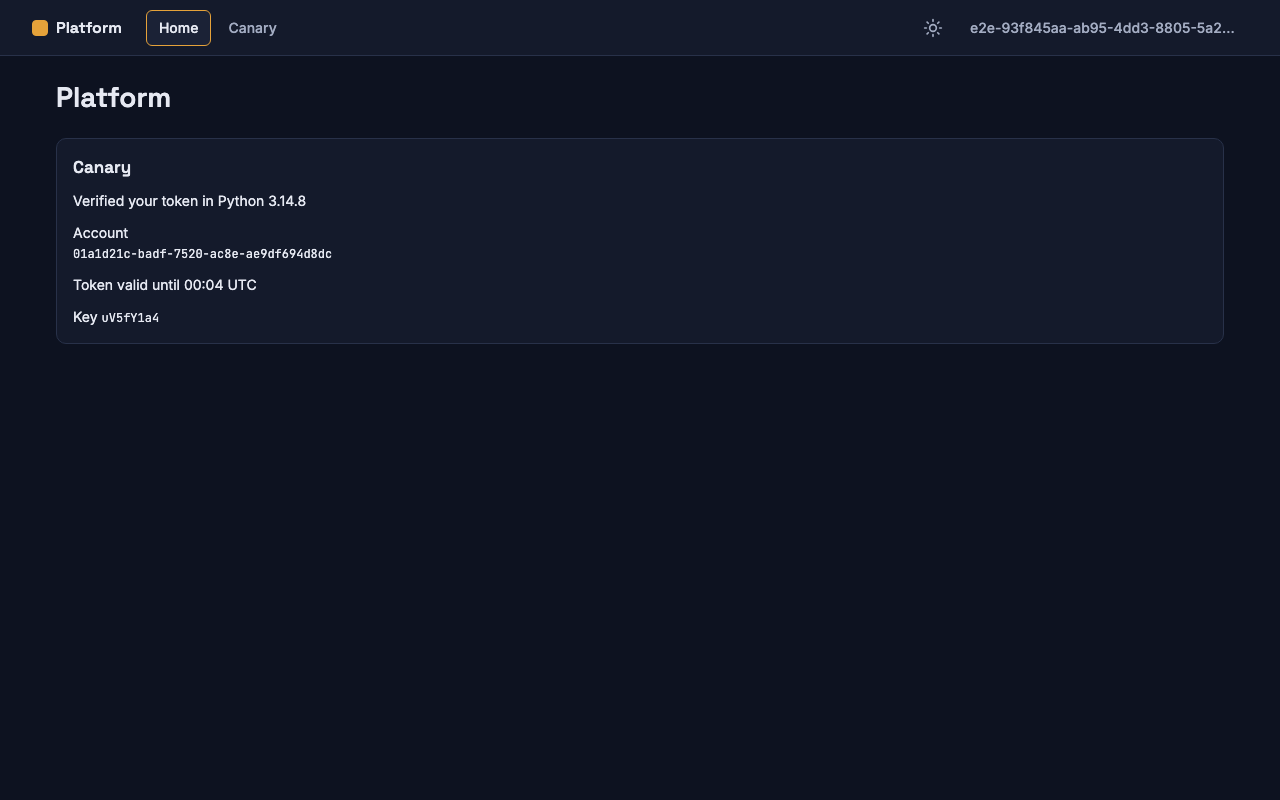 Platform
Home
Canary
e2e-93f845aa-ab95-4dd3-8805-5a2...
Platform
Canary
Verified your token in Python 3.14.8
Account
01a1d21c-badf-7520-ac8e-ae9df694d8dc
Token valid until 00:04 UTC
Key uV5fY1a4